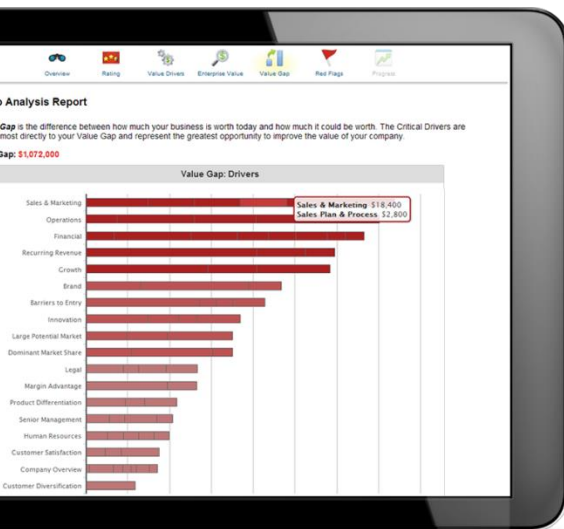 Overview
Rating
Value Drivers
Enterprise Value
Value Gap
Red Flags
Progress
Analysis Report
Gap is the difference between how much your business is worth today and how much it could be worth. The Critical Drivers are
most directly to your Value Gap and represent the greatest opportunity to improve the value of your company.
Gap: $1,072,000
Value Gap: Drivers
Sales & Marketing
Sales & Marketing $18,400
Sales Plan & Process $2,800
Operations
Financial
Recurring Revenue
Growth
Brand
Barriers to Entry
Innovation
Large Potential Market
Dominant Market Share
Legal
Margin Advantage
Product Differentiation
Senior Management
Human Resources
Customer Satisfaction
Company Overview
Customer Diversification